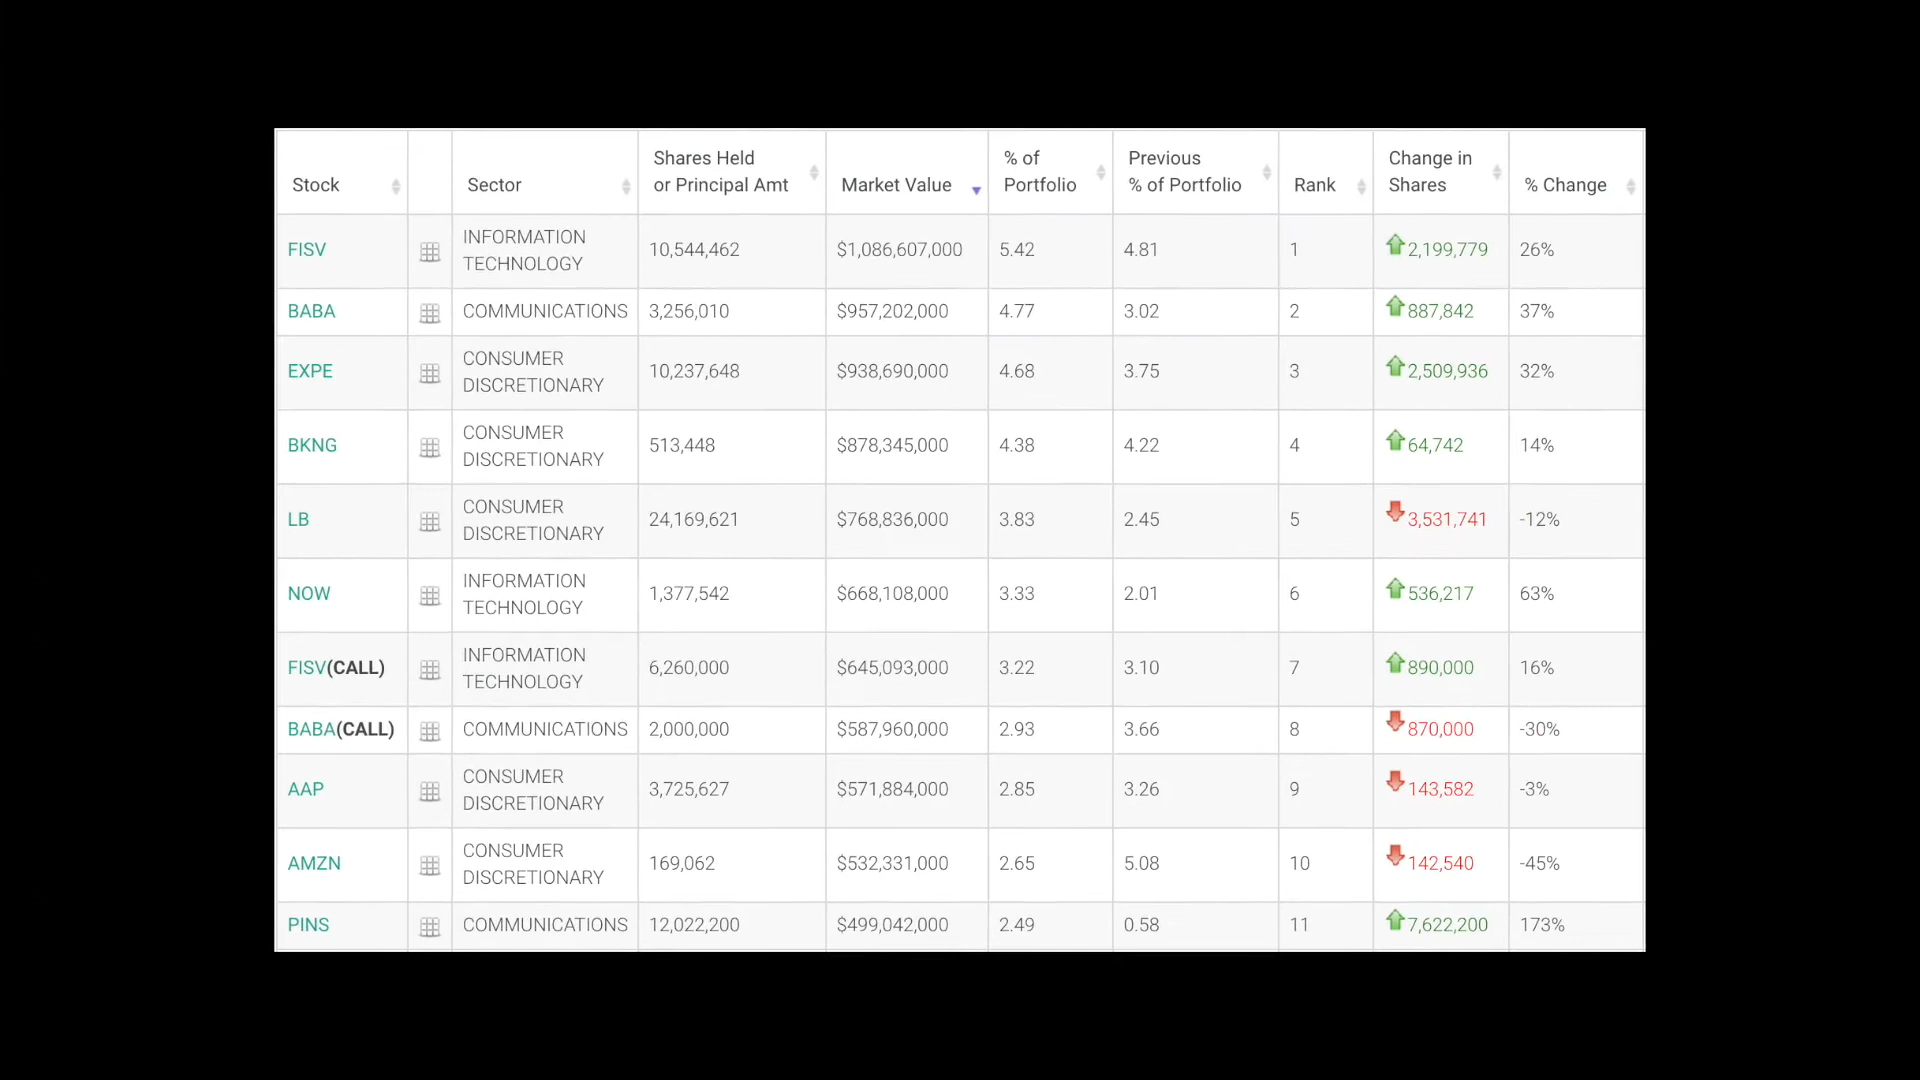 Stock
Sector
Shares Held
or Principal Amt
Market Value
% of
Portfolio
Previous
% of Portfolio
Rank
Change in
Shares
% Change
FISV
INFORMATION
TECHNOLOGY
10,544,462
$1,086,607,000
5.42
4.81
1
2,199,779
26%
BABA
COMMUNICATIONS
3,256,010
$957,202,000
4.77
3.02
2
887,842
37%
EXPE
CONSUMER
DISCRETIONARY
10,237,648
$938,690,000
4.68
3.75
3
2,509,936
32%
BKNG
CONSUMER
DISCRETIONARY
513,448
$878,345,000
4.38
4.22
4
64,742
14%
LB
CONSUMER
DISCRETIONARY
24,169,621
$768,836,000
3.83
2.45
5
3,531,741
-12%
NOW
INFORMATION
TECHNOLOGY
1,377,542
$668,108,000
3.33
2.01
6
536,217
63%
FISV(CALL)
INFORMATION
TECHNOLOGY
6,260,000
$645,093,000
3.22
3.10
7
890,000
16%
BABA(CALL)
COMMUNICATIONS
2,000,000
$587,960,000
2.93
3.66
8
870,000
-30%
AAP
CONSUMER
DISCRETIONARY
3,725,627
$571,884,000
2.85
3.26
9
143,582
-3%
AMZN
CONSUMER
DISCRETIONARY
169,062
$532,331,000
2.65
5.08
10
142,540
-45%
PINS
COMMUNICATIONS
12,022,200
$499,042,000
2.49
0.58
11
7,622,200
173%